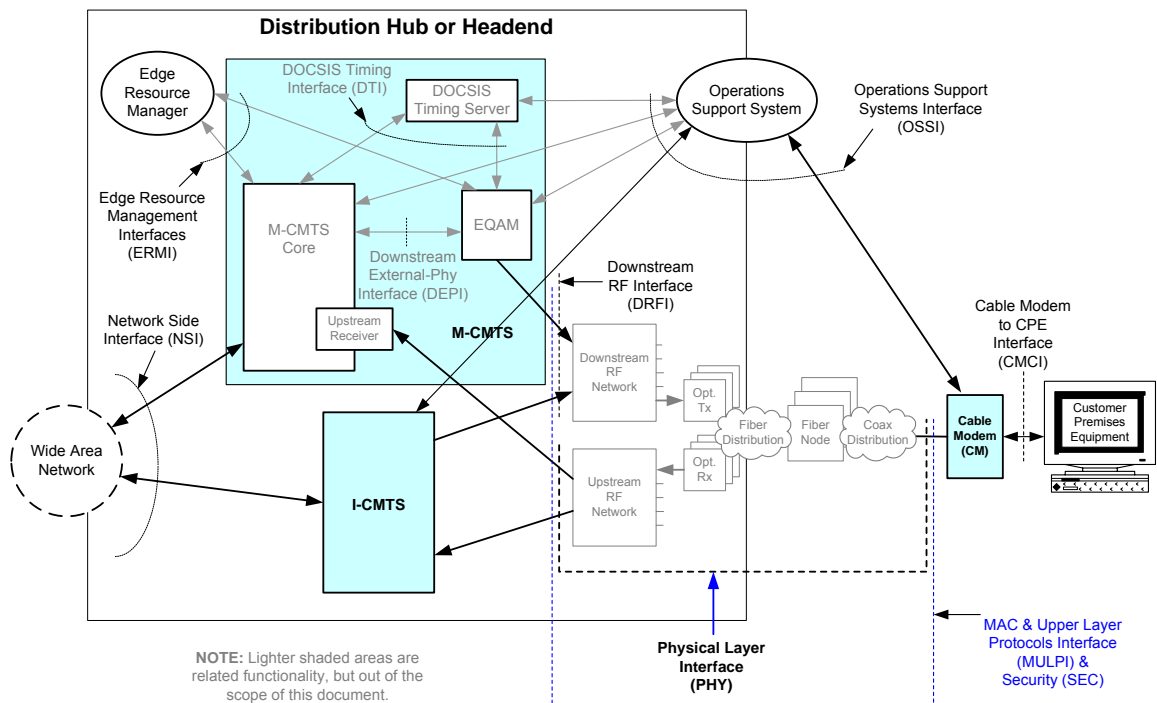 Distribution Hub or Headend
Edge
Resource
Manager
DOCSIS Timing
Interface (DTI)
DOCSIS
Timing Server
Operations
Support System
Operations Support
Systems Interface
(OSSI)
Edge Resource
Management
Interfaces
(ERMI)
M-CMTS
Core
EQAM
Downstream
External-Phy
Interface (DEPI)
Upstream
Receiver
M-CMTS
Downstream
RF Interface
(DRFI)
Network Side
Interface (NSI)
Cable Modem
to CPE
Interface
(CMCI)
Downstream
RF
Network
Opt.
Tx
Fiber
Distribution
Fiber
Node
Coax
Distribution
Cable
Modem
(CM)
Customer
Premises
Equipment
Wide Area
Network
I-CMTS
Upstream
RF
Network
Opt.
Rx
Physical Layer
Interface
(PHY)
MAC & Upper Layer
Protocols Interface
(MULPI) &
Security (SEC)
NOTE: Lighter shaded areas are
related functionality, but out of the
scope of this document.